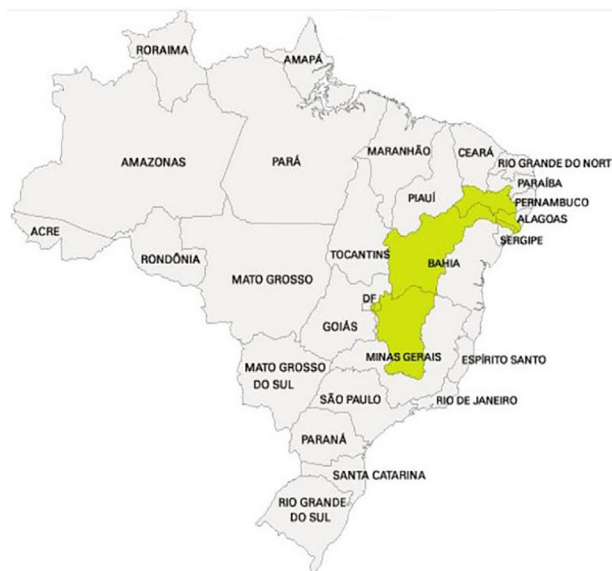 RORAIMA
AMAPÁ
AMAZONAS
PARÁ
MARANHÃO
CEARÁ
RIO GRANDE DO NORT
PARAÍBA
PIAUÍ
PERNAMBUCO
ALAGOAS
ACRE
SERGIPE
RONDÔNIA
TOCANTINS
BAHIA
MATO GROSSO
DF
GOIÁS
MINAS GERAIS
ESPÍRITO SANTO
MATO GROSSO
DO SUL
SÃO PAULO
RIO DE JANEIRO
PARANÁ
SANTA CATARINA
RIO GRANDE
DO SUL